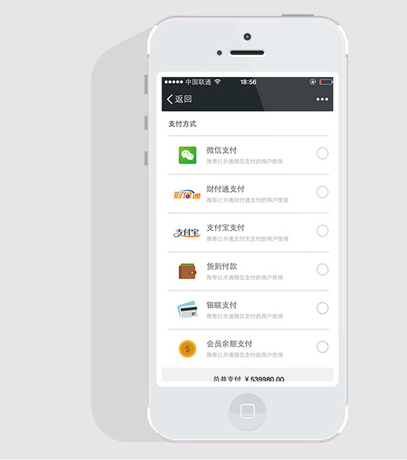 中国联通 18:56
返回
支付方式
微信支付
推荐已开通微信支付的用户使用
财付通
财付通支付
推荐已开通财付通支付的用户使用
支付宝
支付宝支付
推荐已开通支付宝支付的用户使用
货到付款
推荐已开通微信支付的用户使用
银联支付
推荐已开通微信支付的用户使用
会员余额支付
推荐已开通微信支付的用户使用
总共支付 ¥539980.00